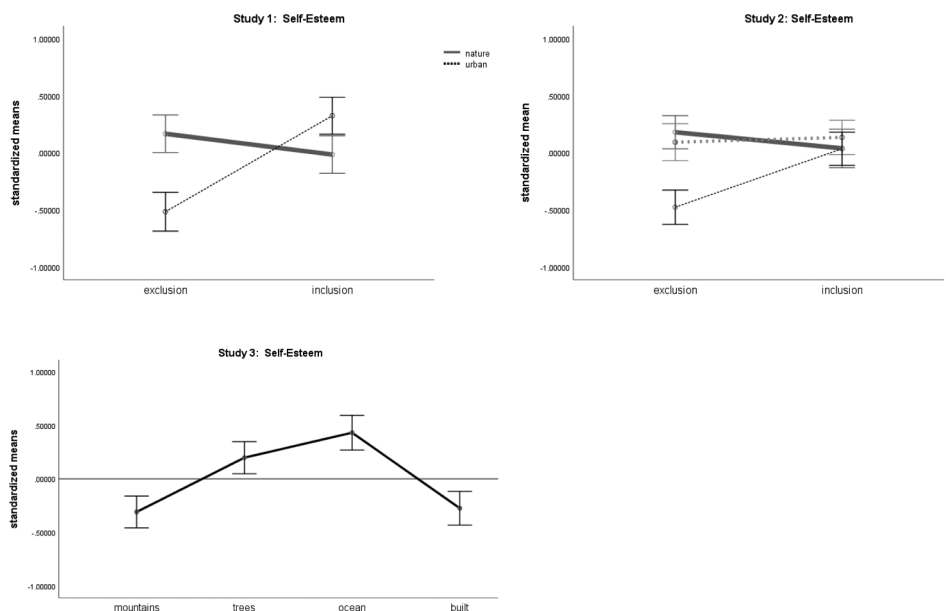 Study 1: Self-Esteem
1.00000
.50000
.00000
-.50000
-1.00000
standardized means
exclusion
inclusion
nature
urban
Study 2: Self-Esteem
1.00000
.50000
.00000
-.50000
-1.00000
standardized mean
exclusion
inclusion
Study 3: Self-Esteem
1.00000
.50000
.00000
-.50000
-1.00000
standardized means
mountains
trees
ocean
built